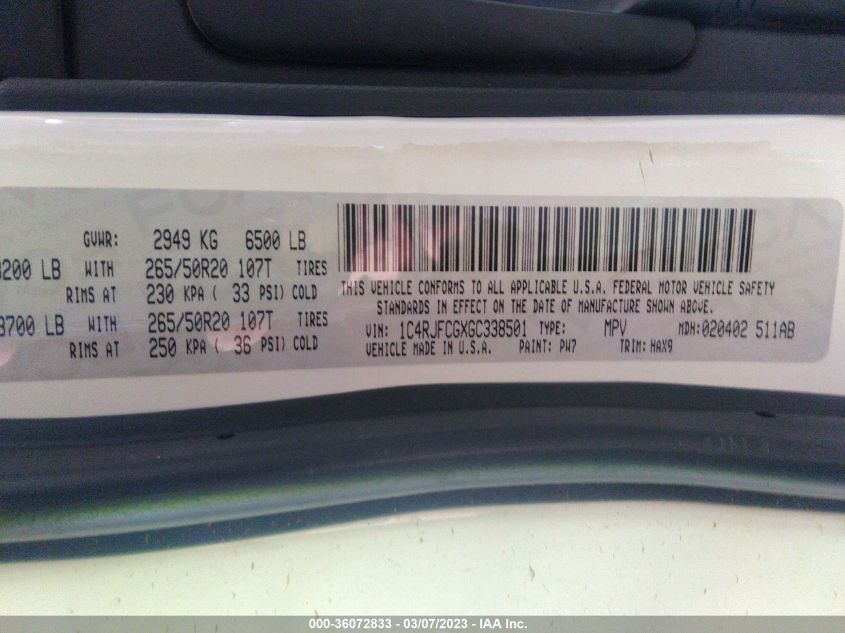 GVWR: 2949 KG 6500 LB
3200 LB WITH 265/50R20 107T TIRES
RIMS AT 230 KPA ( 33 PSI) COLD
3700 LB WITH 265/50R20 107T TIRES
RIMS AT 250 KPA ( 36 PSI) COLD
THIS VEHICLE CONFORMS TO ALL APPLICABLE U.S.A. FEDERAL MOTOR VEHICLE SAFETY
STANDARDS IN EFFECT ON THE DATE OF MANUFACTURE SHOWN ABOVE.
VIN: 1C4RJFCGXGC338501 TYPE: MPV MDH:020402 511AB
VEHICLE MADE IN U.S.A. PAINT: PW7 TRIM: HAX9
000-36072833 - 03/07/2023 - IAA Inc.